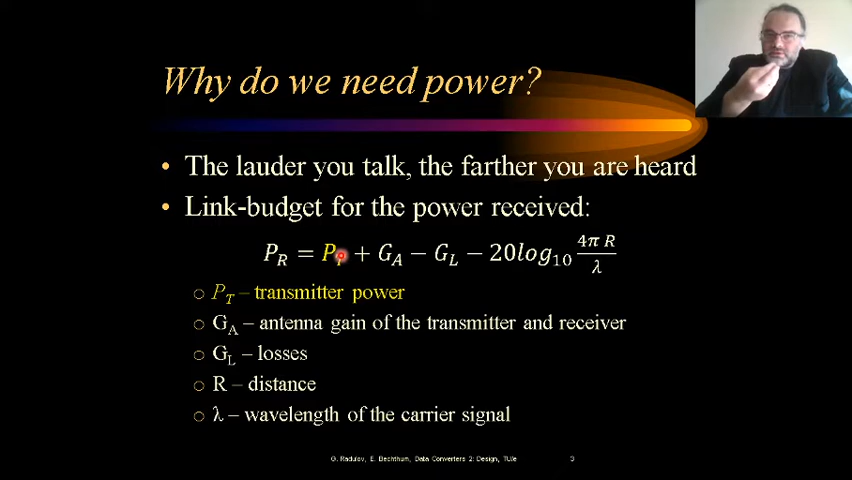 Why do we need power?
• The lauder you talk, the farther you are heard
• Link-budget for the power received:
P_R = P_T + G_A − G_L − 20log_10 (4π R / λ)
○ P_T – transmitter power
○ G_A – antenna gain of the transmitter and receiver
○ G_L – losses
○ R – distance
○ λ – wavelength of the carrier signal
G. Radulov, E. Bechthum, Data Converters 2: Design, TU/e 3